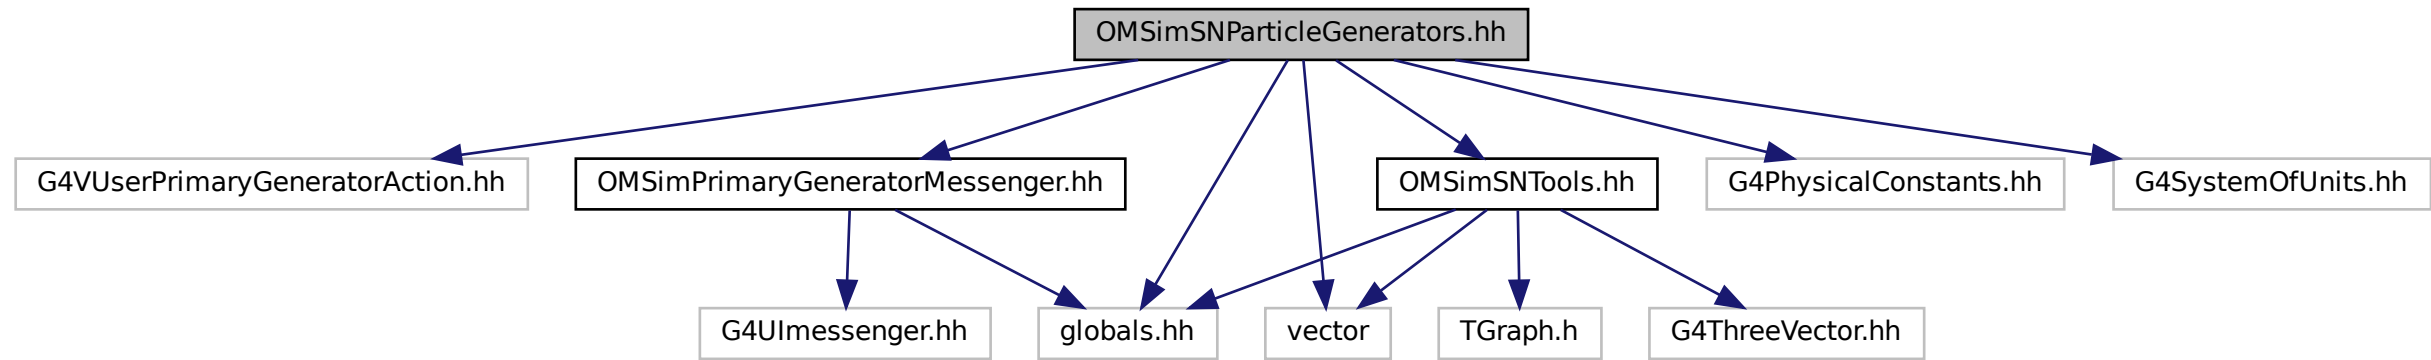 OMSimSNParticleGenerators.hh
G4VUserPrimaryGeneratorAction.hh
OMSimPrimaryGeneratorMessenger.hh
OMSimSNTools.hh
G4PhysicalConstants.hh
G4SystemOfUnits.hh
G4UImessenger.hh
globals.hh
vector
TGraph.h
G4ThreeVector.hh